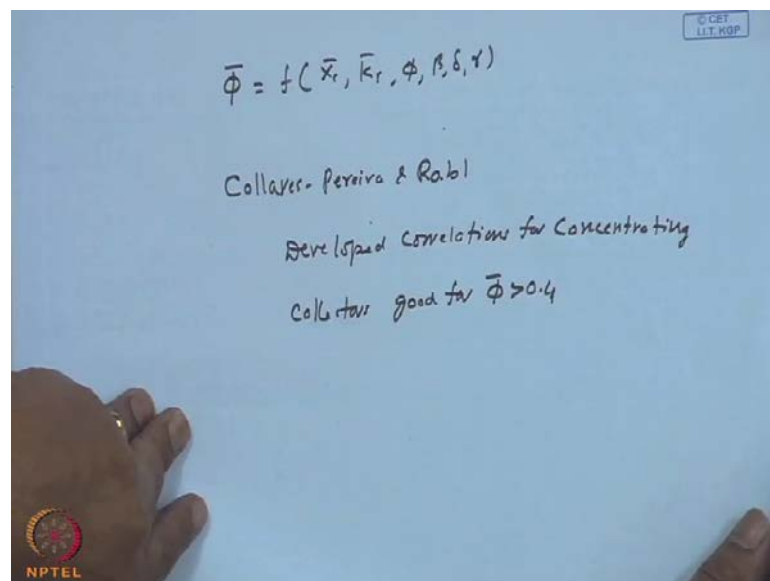 © CET
I.I.T. KGP
Φ̄ = f( X̄c, K̄T, Φ, β, δ, γ)
Collares-Pereira & Rabl
Developed Correlations for Concentrating
Collectors good for Φ̄ > 0.4
NPTEL